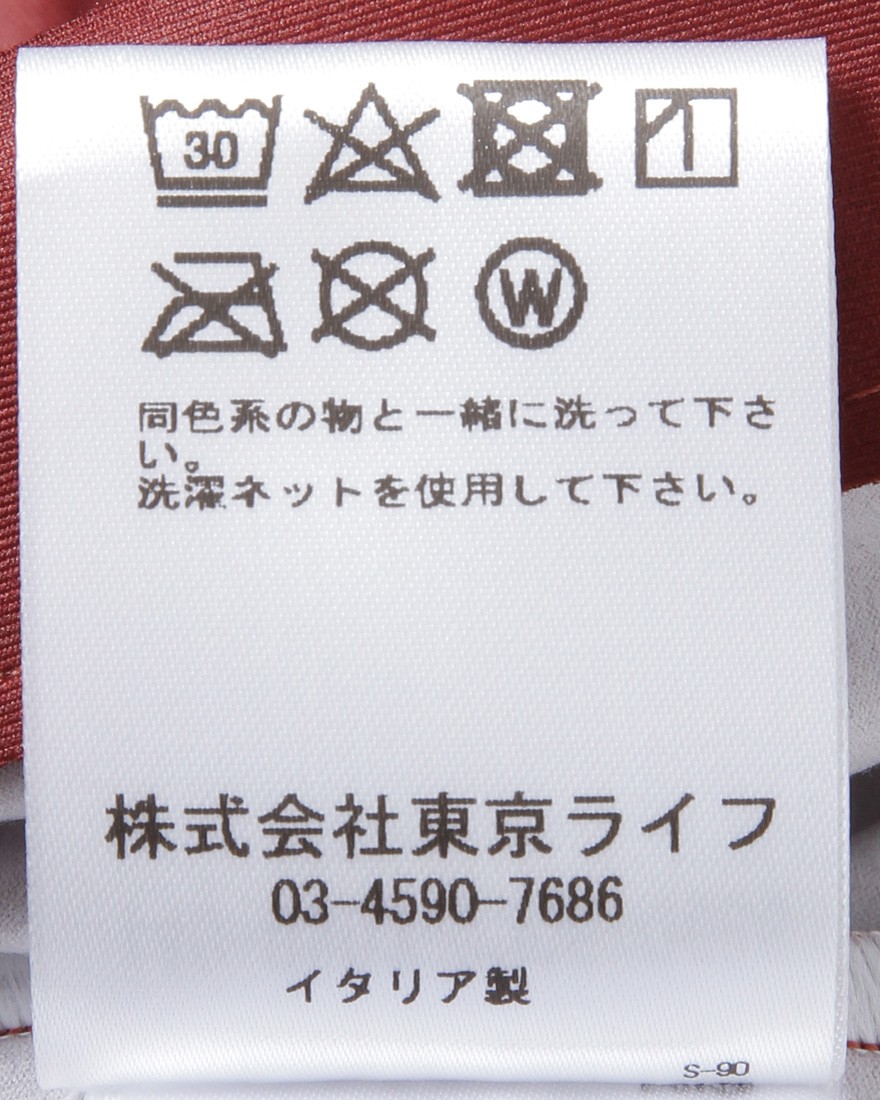 30
W
同色系の物と一緒に洗って下さ
い。
洗濯ネットを使用して下さい。
株式会社東京ライフ
03-4590-7686
イタリア製
S-90